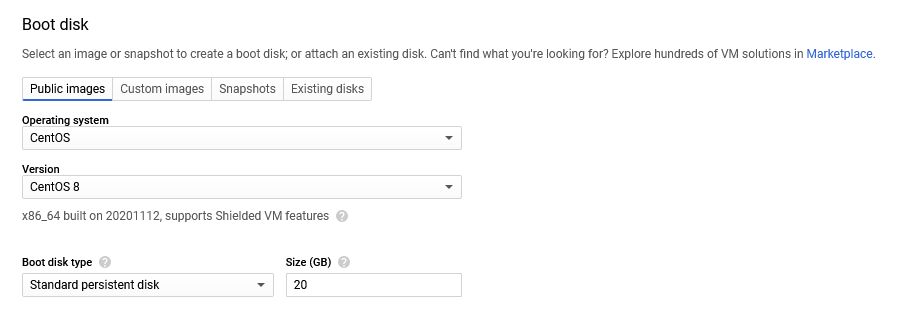 Boot disk
Select an image or snapshot to create a boot disk; or attach an existing disk. Can't find what you're looking for? Explore hundreds of VM solutions in Marketplace.
Public images Custom images Snapshots Existing disks
Operating system
CentOS
Version
CentOS 8
x86_64 built on 20201112, supports Shielded VM features ?
Boot disk type ? Size (GB) ?
Standard persistent disk 20